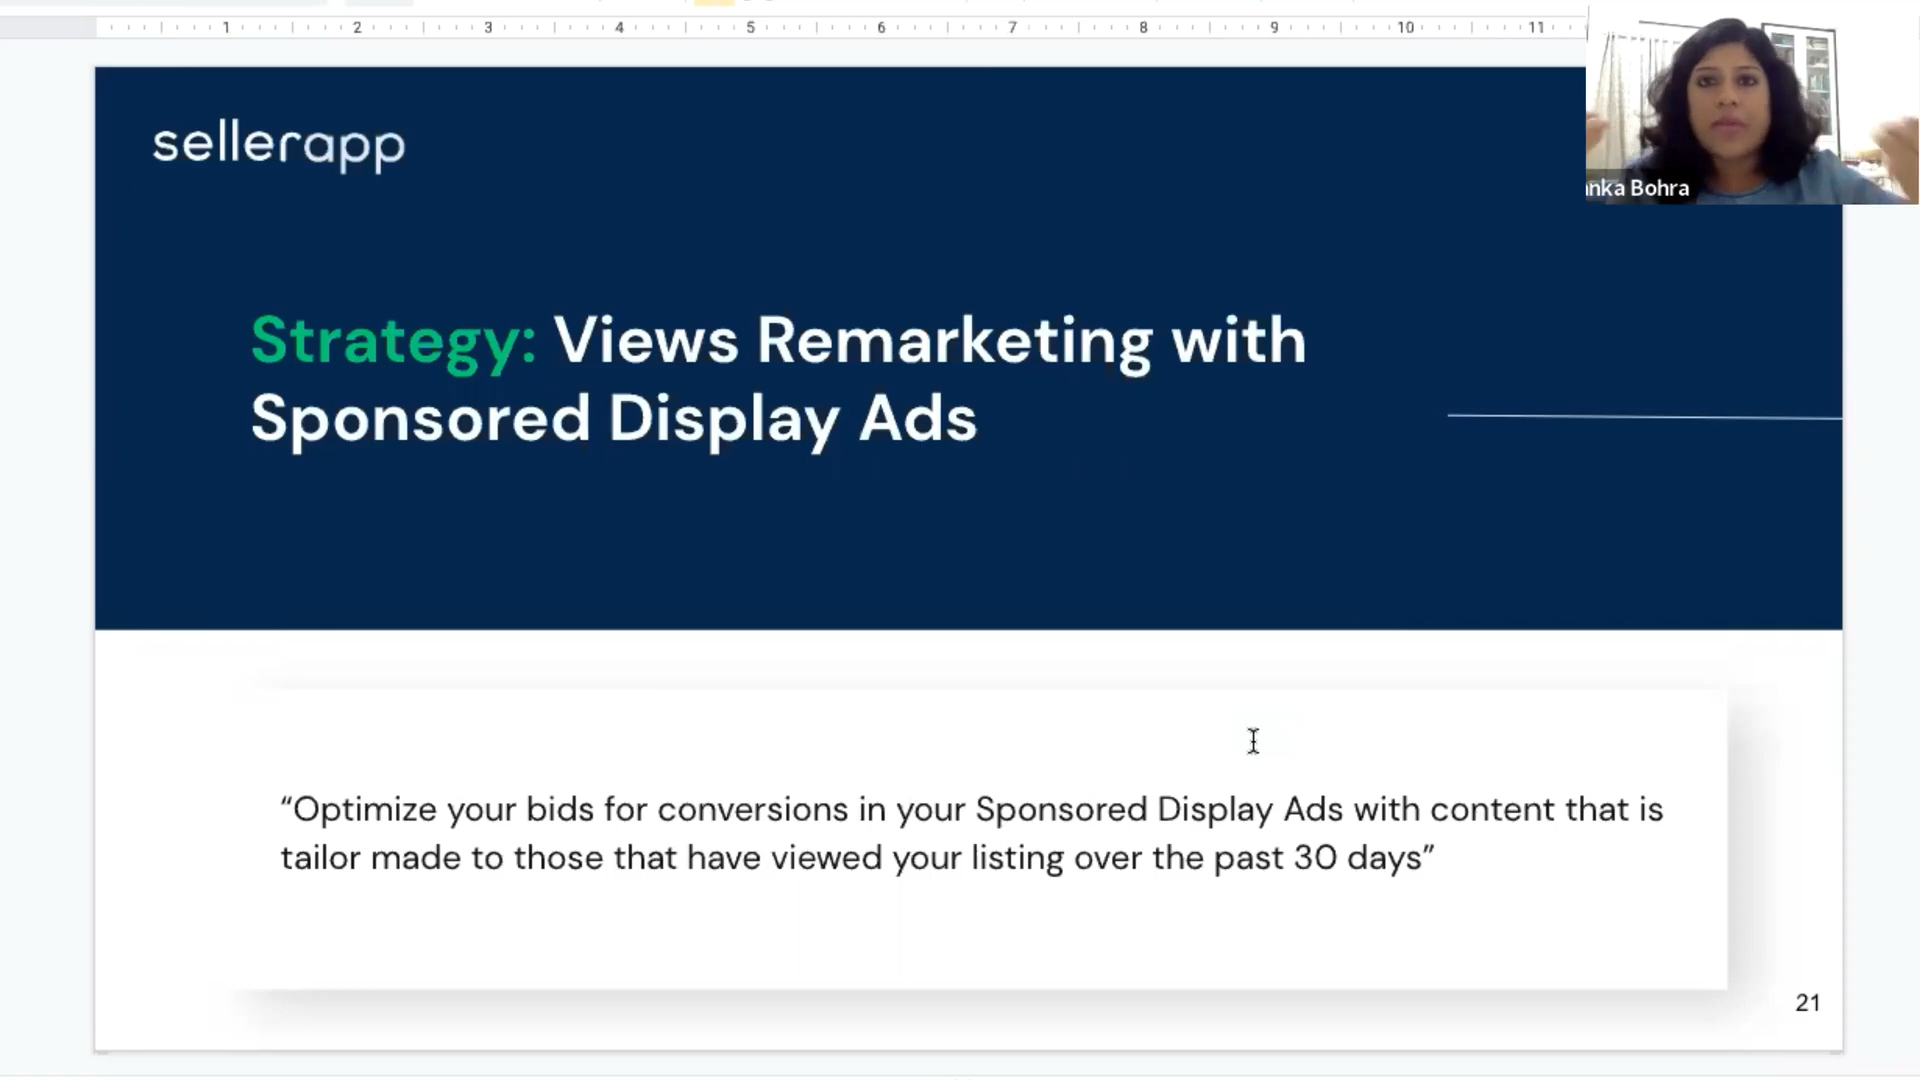 1 2 3 4 5 6 7 8 9 10 11
sellerapp
anka Bohra
Strategy: Views Remarketing with
Sponsored Display Ads
“Optimize your bids for conversions in your Sponsored Display Ads with content that is
tailor made to those that have viewed your listing over the past 30 days”
21